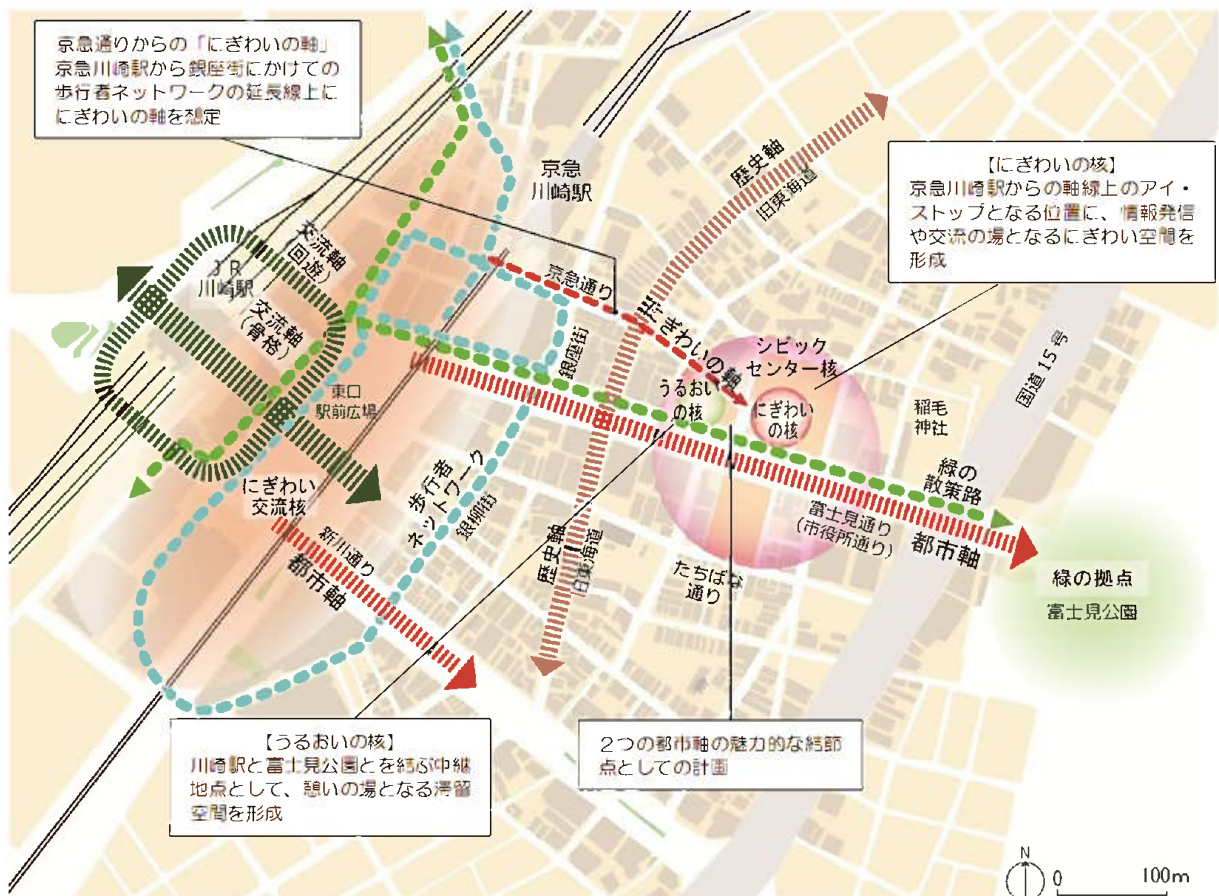 京急通りからの「にぎわいの軸」
京急川崎駅から銀座街にかけての
歩行者ネットワークの延長線上に
にぎわいの軸を想定
京急
川崎駅
歴史軸
旧東海道
【にぎわいの核】
京急川崎駅からの軸線上のアイ・
ストップとなる位置に、情報発信
や交流の場となるにぎわい空間を
形成
交流軸
(回遊)
JR
川崎駅
交流軸
(骨格)
京急通り
にぎわいの軸
銀座街
シビック
センター核
うるおい
の核
にぎわい
の核
国道15号
稲毛
神社
東口
駅前広場
緑の
散策路
にぎわい
交流核
歩行者
ネットワーク
銀柳街
富士見通り
(市役所通り)
都市軸
新川通り
都市軸
歴史軸
旧東海道
たちばな
通り
緑の拠点
富士見公園
【うるおいの核】
川崎駅と富士見公園とを結ぶ中継
地点として、憩いの場となる滞留
空間を形成
2つの都市軸の魅力的な結節
点としての計画
N
0 100m